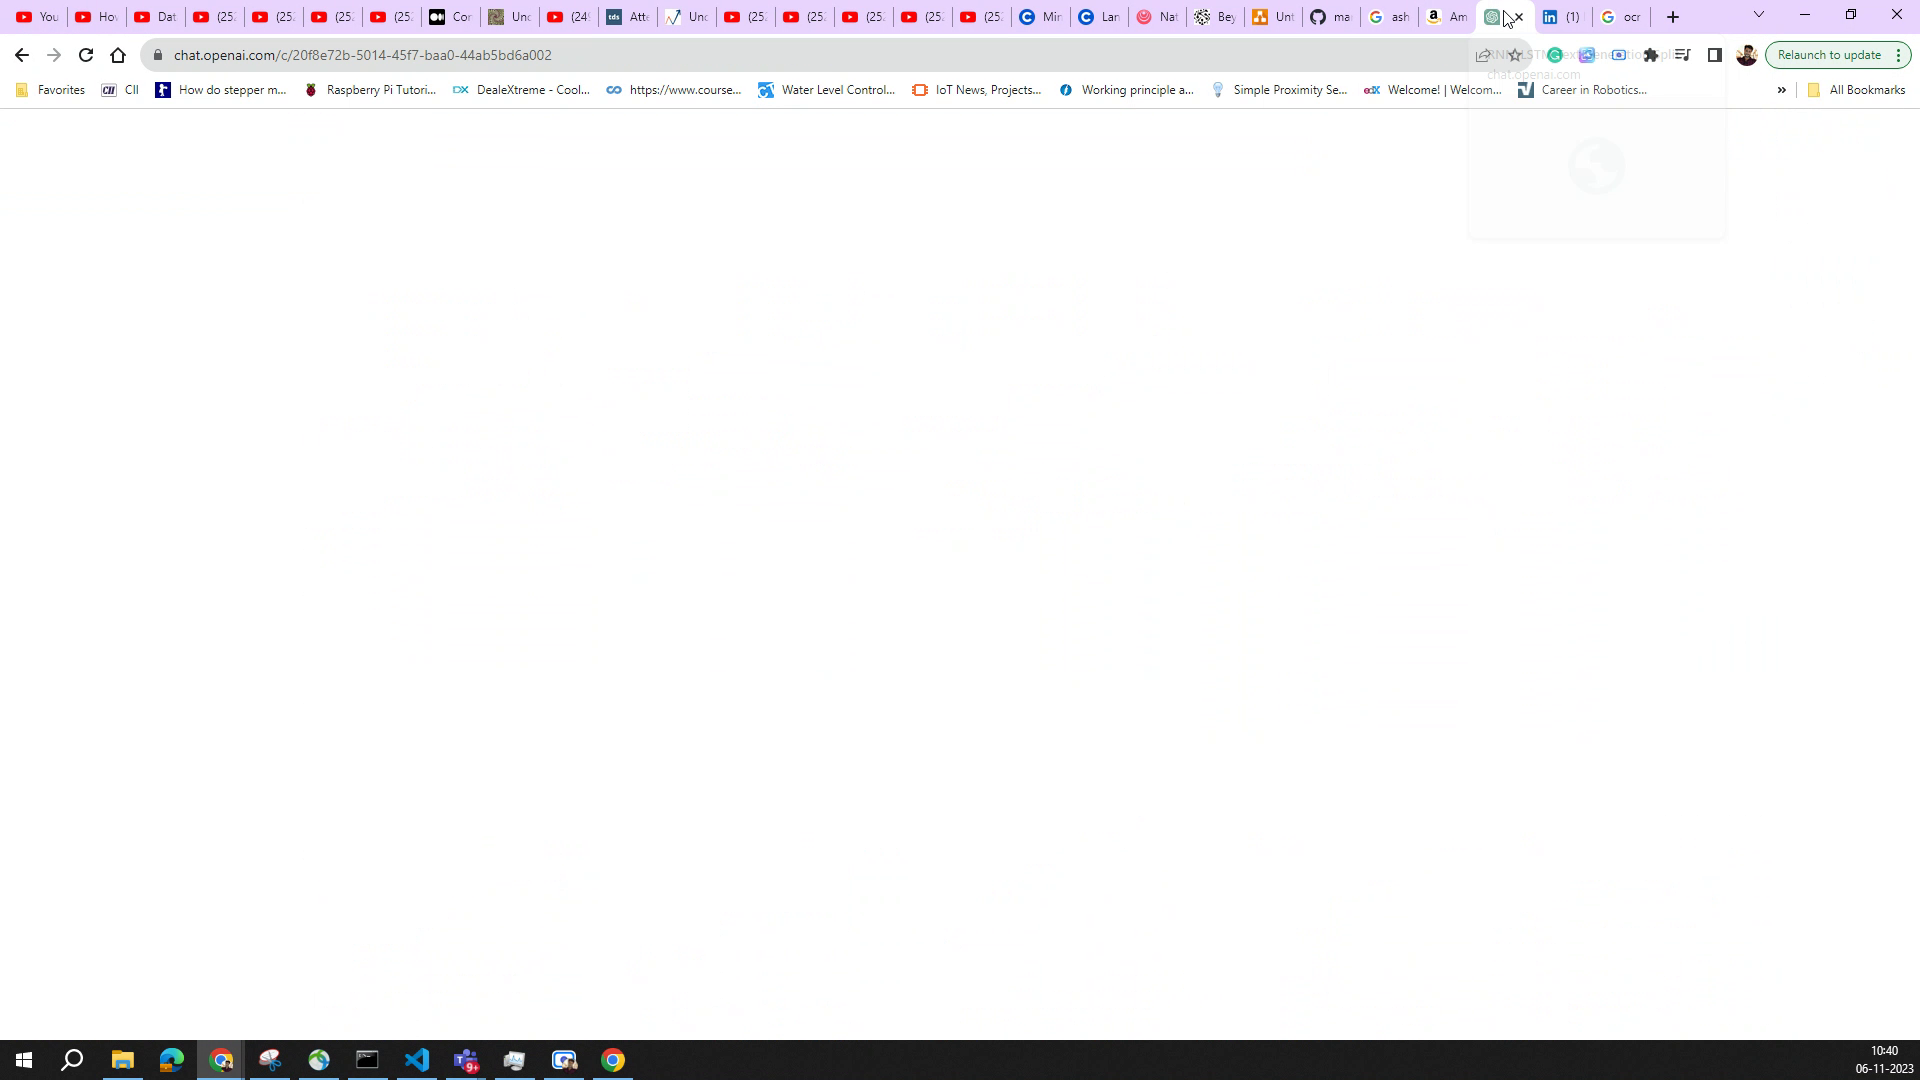 You Hov Dat (25: (25: (25: (25: Cor Unc (249 Atte Unc (25: (25: (25: (25: (25: Mir Lan Nat Bey Unt ma ash Am (1) ocr
chat.openai.com/c/20f8e72b-5014-45f7-baa0-44ab5bd6a002 Relaunch to update
chat.openai.com
Favorites CII How do stepper m... Raspberry Pi Tutori... DealeXtreme - Cool... https://www.course... Water Level Control... IoT News, Projects... Working principle a... Simple Proximity Se... Welcome! | Welcom... Career in Robotics... » All Bookmarks
9+
10:40
06-11-2023